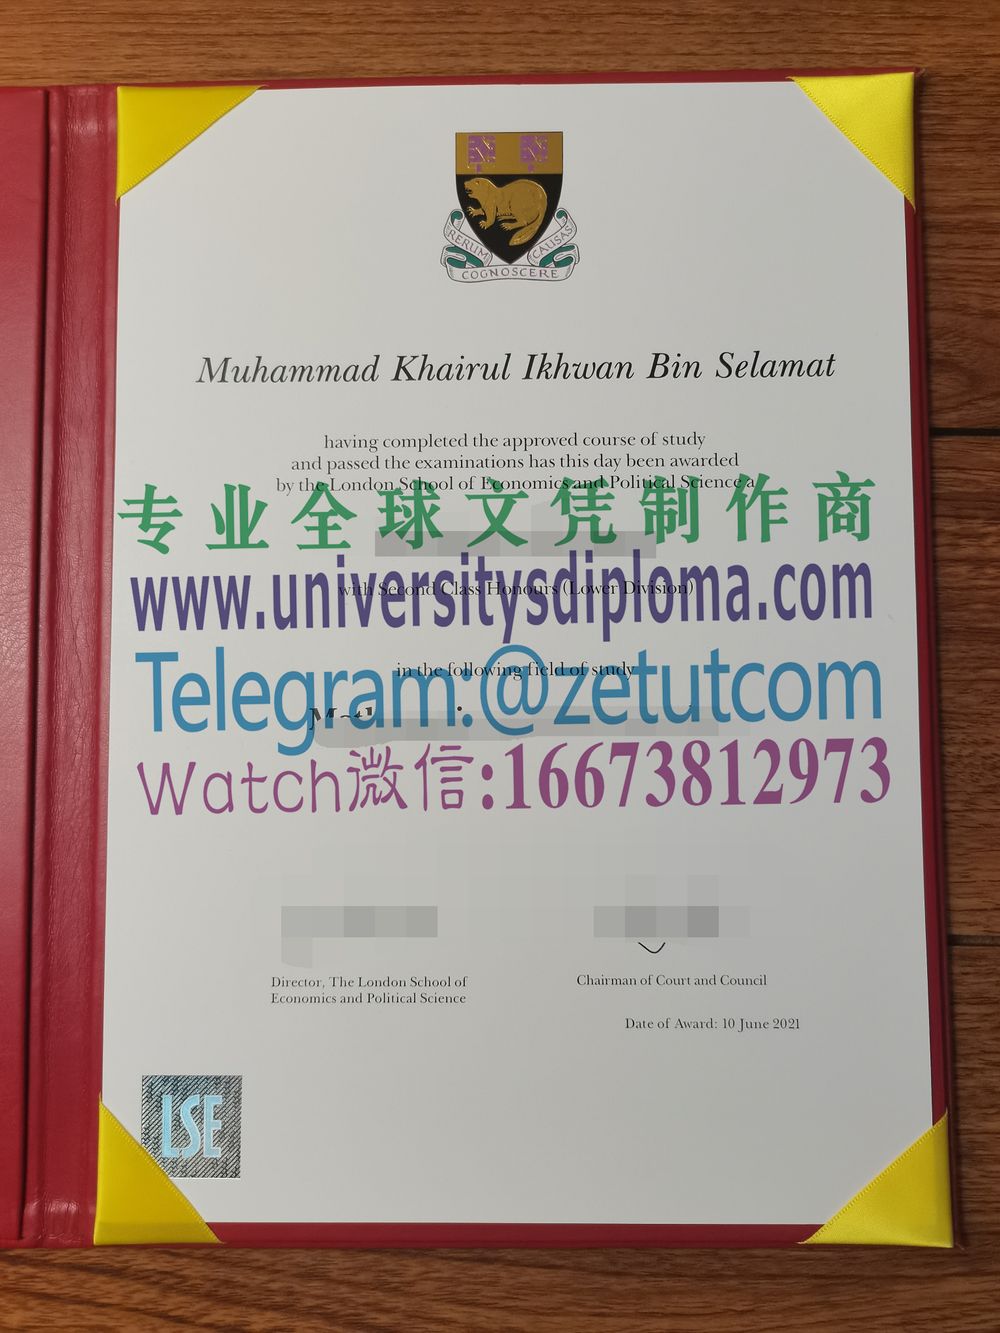 RERUM
CAUSAS
COGNOSCERE
Muhammad Khairul Ikhwan Bin Selamat
having completed the approved course of study
and passed the examinations has this day been awarded
by the London School of Economics and Political Science a
专业全球文凭制作商
with Second Class Honours (Lower Division)
www.universitysdiploma.com
in the following field of study
Telegram:@zetutcom
Watch微信:16673812973
Director, The London School of
Economics and Political Science
Chairman of Court and Council
Date of Award: 10 June 2021
LSE